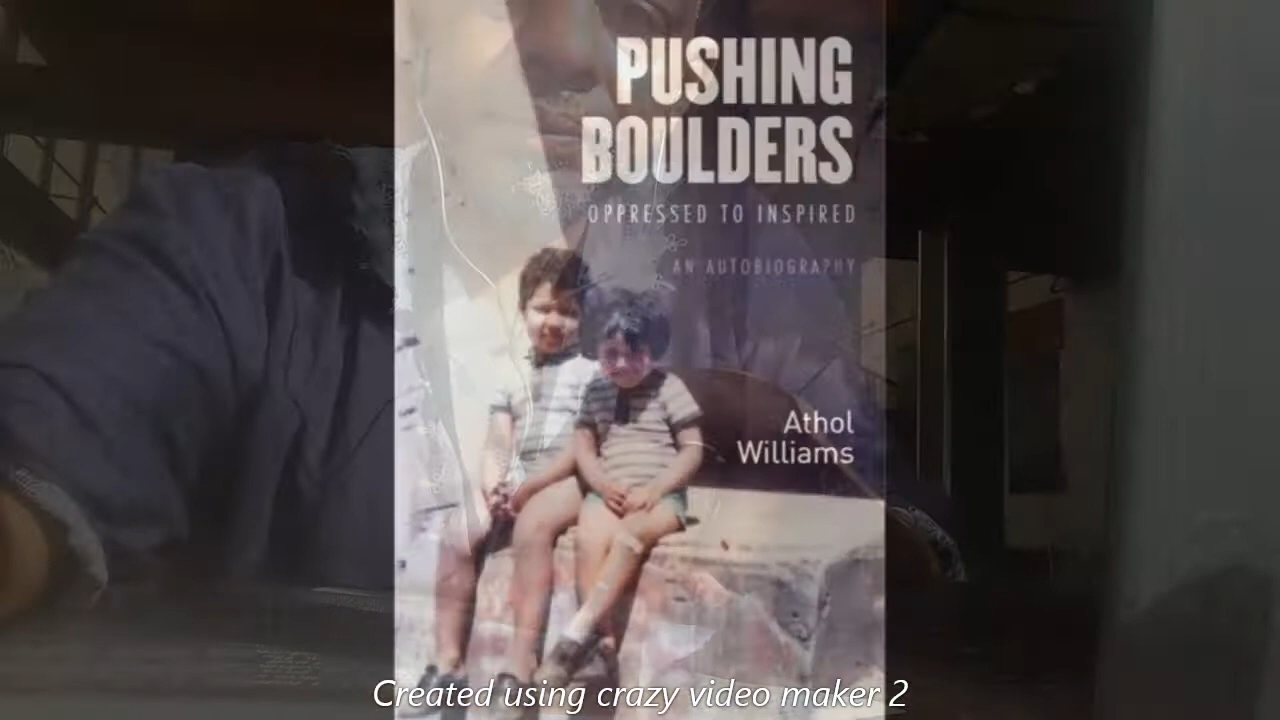 PUSHING
BOULDERS
OPPRESSED TO INSPIRED
AN AUTOBIOGRAPHY
Athol
Williams
Created using crazy video maker 2